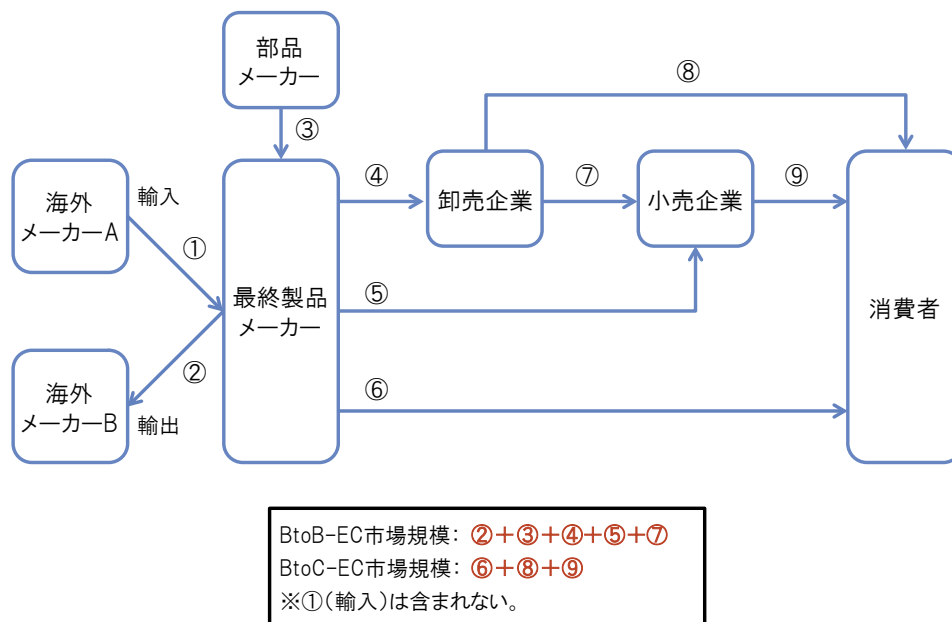 部品
メーカー
③
⑧
海外
メーカーA
輸入
①
④
卸売企業
⑦
小売企業
⑨
最終製品
メーカー
⑤
消費者
②
海外
メーカーB
輸出
⑥
BtoB-EC市場規模: ②+③+④+⑤+⑦
BtoC-EC市場規模: ⑥+⑧+⑨
※①(輸入)は含まれない。